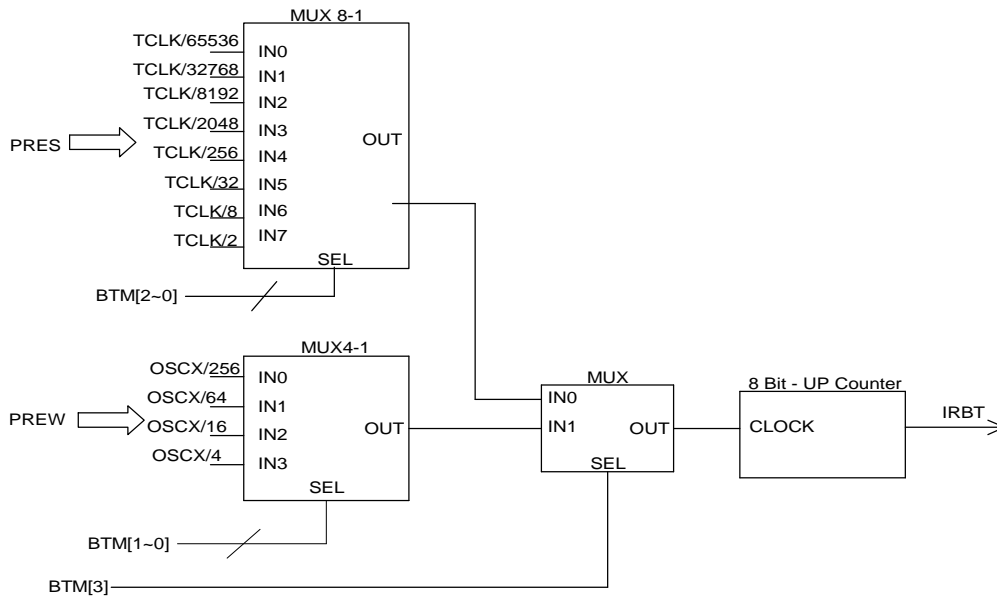 MUX 8-1
TCLK/65536
IN0
TCLK/32768
IN1
TCLK/8192
IN2
TCLK/2048
IN3
PRES
OUT
TCLK/256
IN4
TCLK/32
IN5
TCLK/8
IN6
TCLK/2
IN7
SEL
BTM[2~0]
MUX4-1
OSCX/256
IN0
OSCX/64
IN1
PREW
OSCX/16
IN2
OUT
OSCX/4
IN3
SEL
BTM[1~0]
BTM[3]
MUX
IN0
IN1
OUT
SEL
8 Bit - UP Counter
CLOCK
IRBT